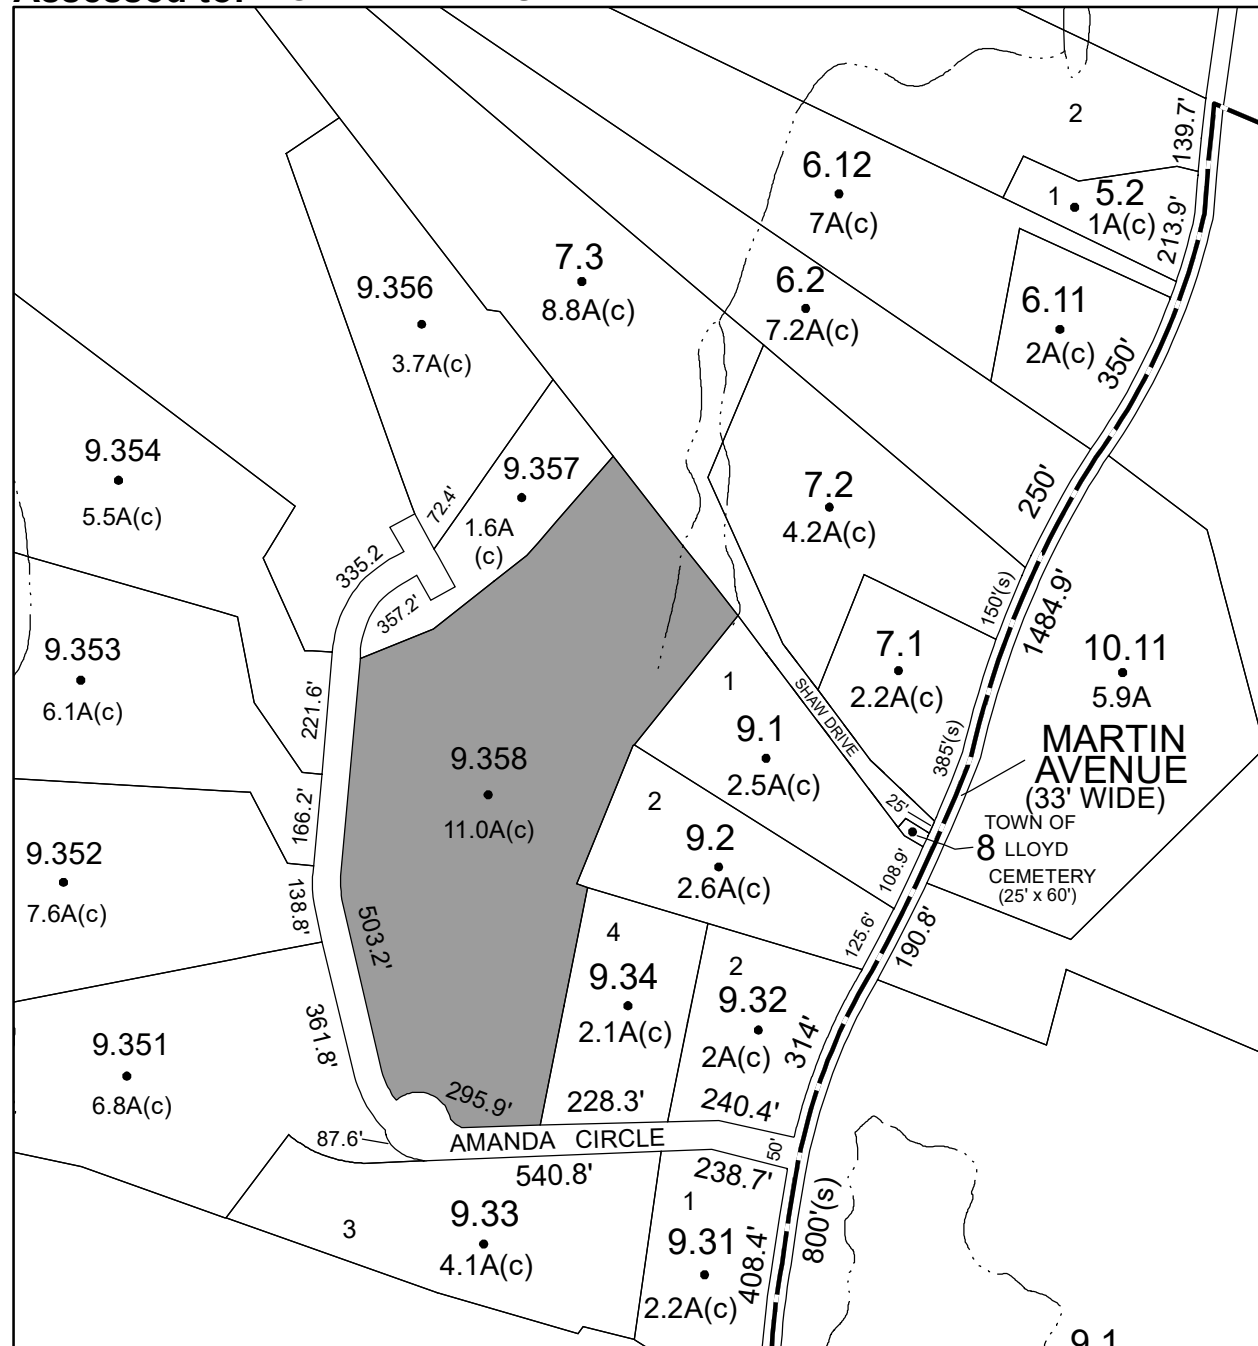 2
139.7'
6.12
7A(c)
1
5.2
1A(c)
213.9'
7.3
8.8A(c)
9.356
3.7A(c)
6.2
7.2A(c)
6.11
2A(c)
350'
9.354
5.5A(c)
9.357
1.6A
(c)
72.4'
335.2
357.2'
7.2
4.2A(c)
250'
150'(s)
1484.9'
9.353
6.1A(c)
221.6'
7.1
2.2A(c)
10.11
5.9A
1
SHAW DRIVE
9.1
2.5A(c)
385'(s)
MARTIN
AVENUE
(33' WIDE)
9.358
11.0A(c)
166.2'
2
9.2
2.6A(c)
25'
TOWN OF
8 LLOYD
CEMETERY
(25' x 60')
9.352
7.6A(c)
108.9'
138.8'
503.2'
125.6'
190.8'
4
9.34
2.1A(c)
2
9.32
2A(c)
314'
9.351
6.8A(c)
361.8'
295.9'
228.3'
240.4'
87.6'
AMANDA CIRCLE
50'
540.8'
238.7'
3
9.33
4.1A(c)
1
9.31
2.2A(c)
408.4'
800'(s)
9.1